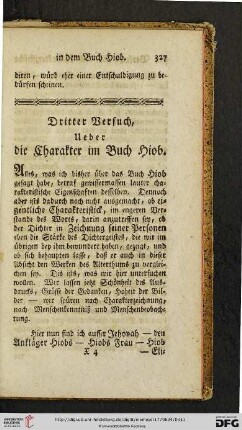 in dem Buch Hiob. 327
diren, würd eher einer Entschuldigung zu be-
dürfen scheinen.
Dritter Versuch,
Ueber
die Charakter im Buch Hiob.
Alles, was ich bisher über das Buch Hiob
gesagt habe, betraf gewissermassen lauter cha-
rakteristische Eigenschaften desselben. Dennoch
aber ists dadurch noch nicht ausgemacht, ob ei-
gentliche Charakteristick, im engeren Ver-
stande des Worts, darin anzutreffen sey, ob
der Dichter in Zeichnung seiner Personen
eben die Stärke des Dichtergeistes, die wir im
übrigen bey ihm bewundert haben, gezeigt, und
ob sich behaupten lasse, daß er auch in dieser
Absicht den Werken des Altertums zu verglei-
chen sey. Dis ists, was wir hier untersuchen
wollen. Wir lassen jetzt Schönheit des Aus-
drucks, Grösse der Gedanken, Hoheit der Bil-
der — wir spüren nach Charakterzeichnung,
nach Menschenkenntniß und Menschenbeobach-
tung.
Hier nun sind ich ausser Jehovah — den
Ankläger Hiobs — Hiobs Frau — Hiob
X 4 — Eli-